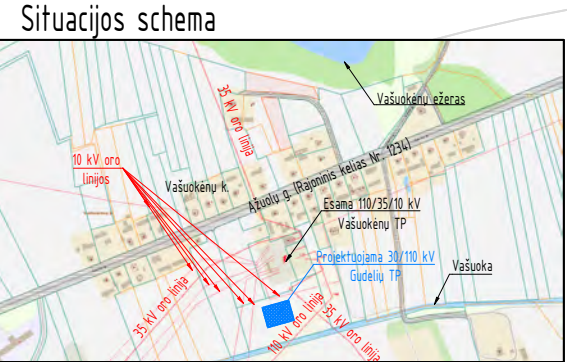 Situacijos schema
Vašuokėnų ežeras
35 kV oro linija
10 kV oro
linijos
Vašuokėnų k.
Ąžuolų g. (Rajoninis kelias Nr. 1234)
Esama 110/35/10 kV
Vašuokėnų TP
Projektuojama 30/110 kV
Gudelių TP
Vašuoka
35 kV oro linija
110 kV oro linija
35 kV oro linija